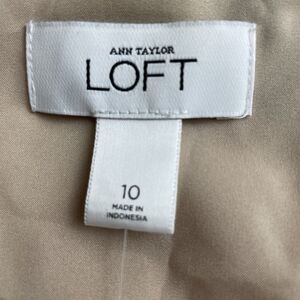 ANN TAYLOR
LOFT
10
MADE IN
INDONESIA